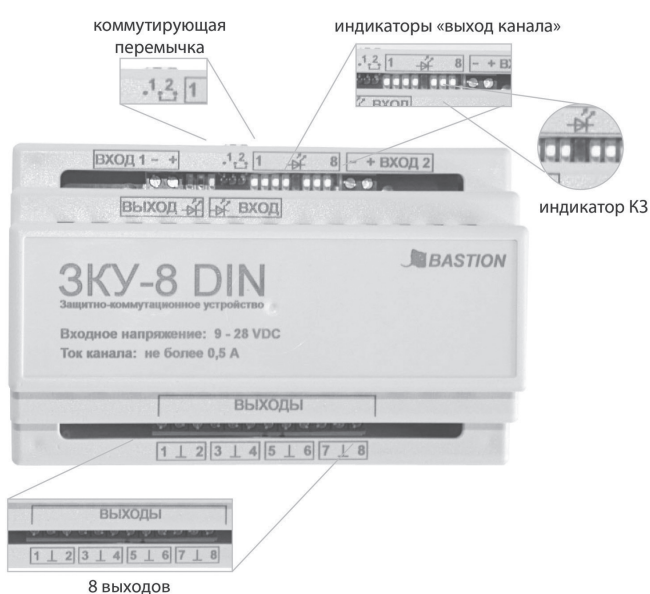 коммутирующая
перемычка
индикаторы «выход канала»
.1 2 1
.1 2 1 8 - + ВХ
ВХОД
индикатор КЗ
ВХОД 1 - + .1 2 1 8 - + ВХОД 2
ВЫХОД ВХОД
BASTION
ЗКУ-8 DIN
Защитно-коммутационное устройство
Входное напряжение: 9 - 28 VDC
Ток канала: не более 0,5 А
ВЫХОДЫ
1 ⊥ 2 3 ⊥ 4 5 ⊥ 6 7 ⊥ 8
ВЫХОДЫ
1 ⊥ 2 3 ⊥ 4 5 ⊥ 6 7 ⊥ 8
8 выходов